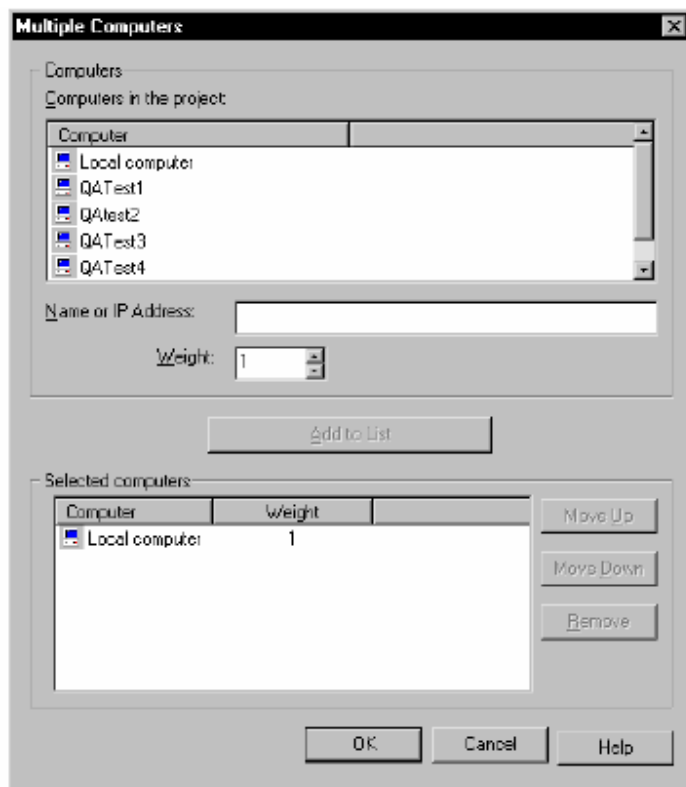 Multiple Computers
Computers
Computers in the project:
Computer
Local computer
QATest1
QAtest2
QATest3
QATest4
Name or IP Address:
Weight: 1
Add to List
Selected computers
Computer Weight
Local computer 1
Move Up
Move Down
Remove
OK Cancel Help